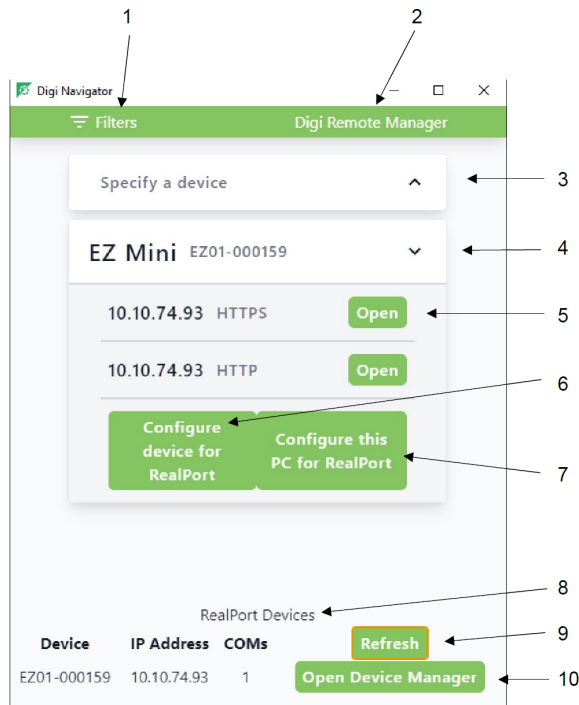 1 2
Digi Navigator
Filters Digi Remote Manager
Specify a device 3
EZ Mini EZ01-000159 4
10.10.74.93 HTTPS Open 5
10.10.74.93 HTTP Open
6
Configure
device for
RealPort
Configure this
PC for RealPort
7
RealPort Devices 8
Device IP Address COMs Refresh 9
EZ01-000159 10.10.74.93 1 Open Device Manager 10